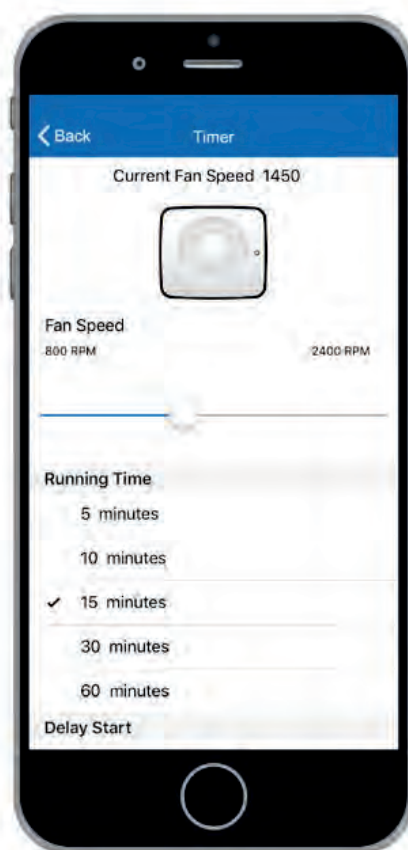 Back Timer
Current Fan Speed 1450
Fan Speed
800 RPM 2400 RPM
Running Time
5 minutes
10 minutes
15 minutes
30 minutes
60 minutes
Delay Start